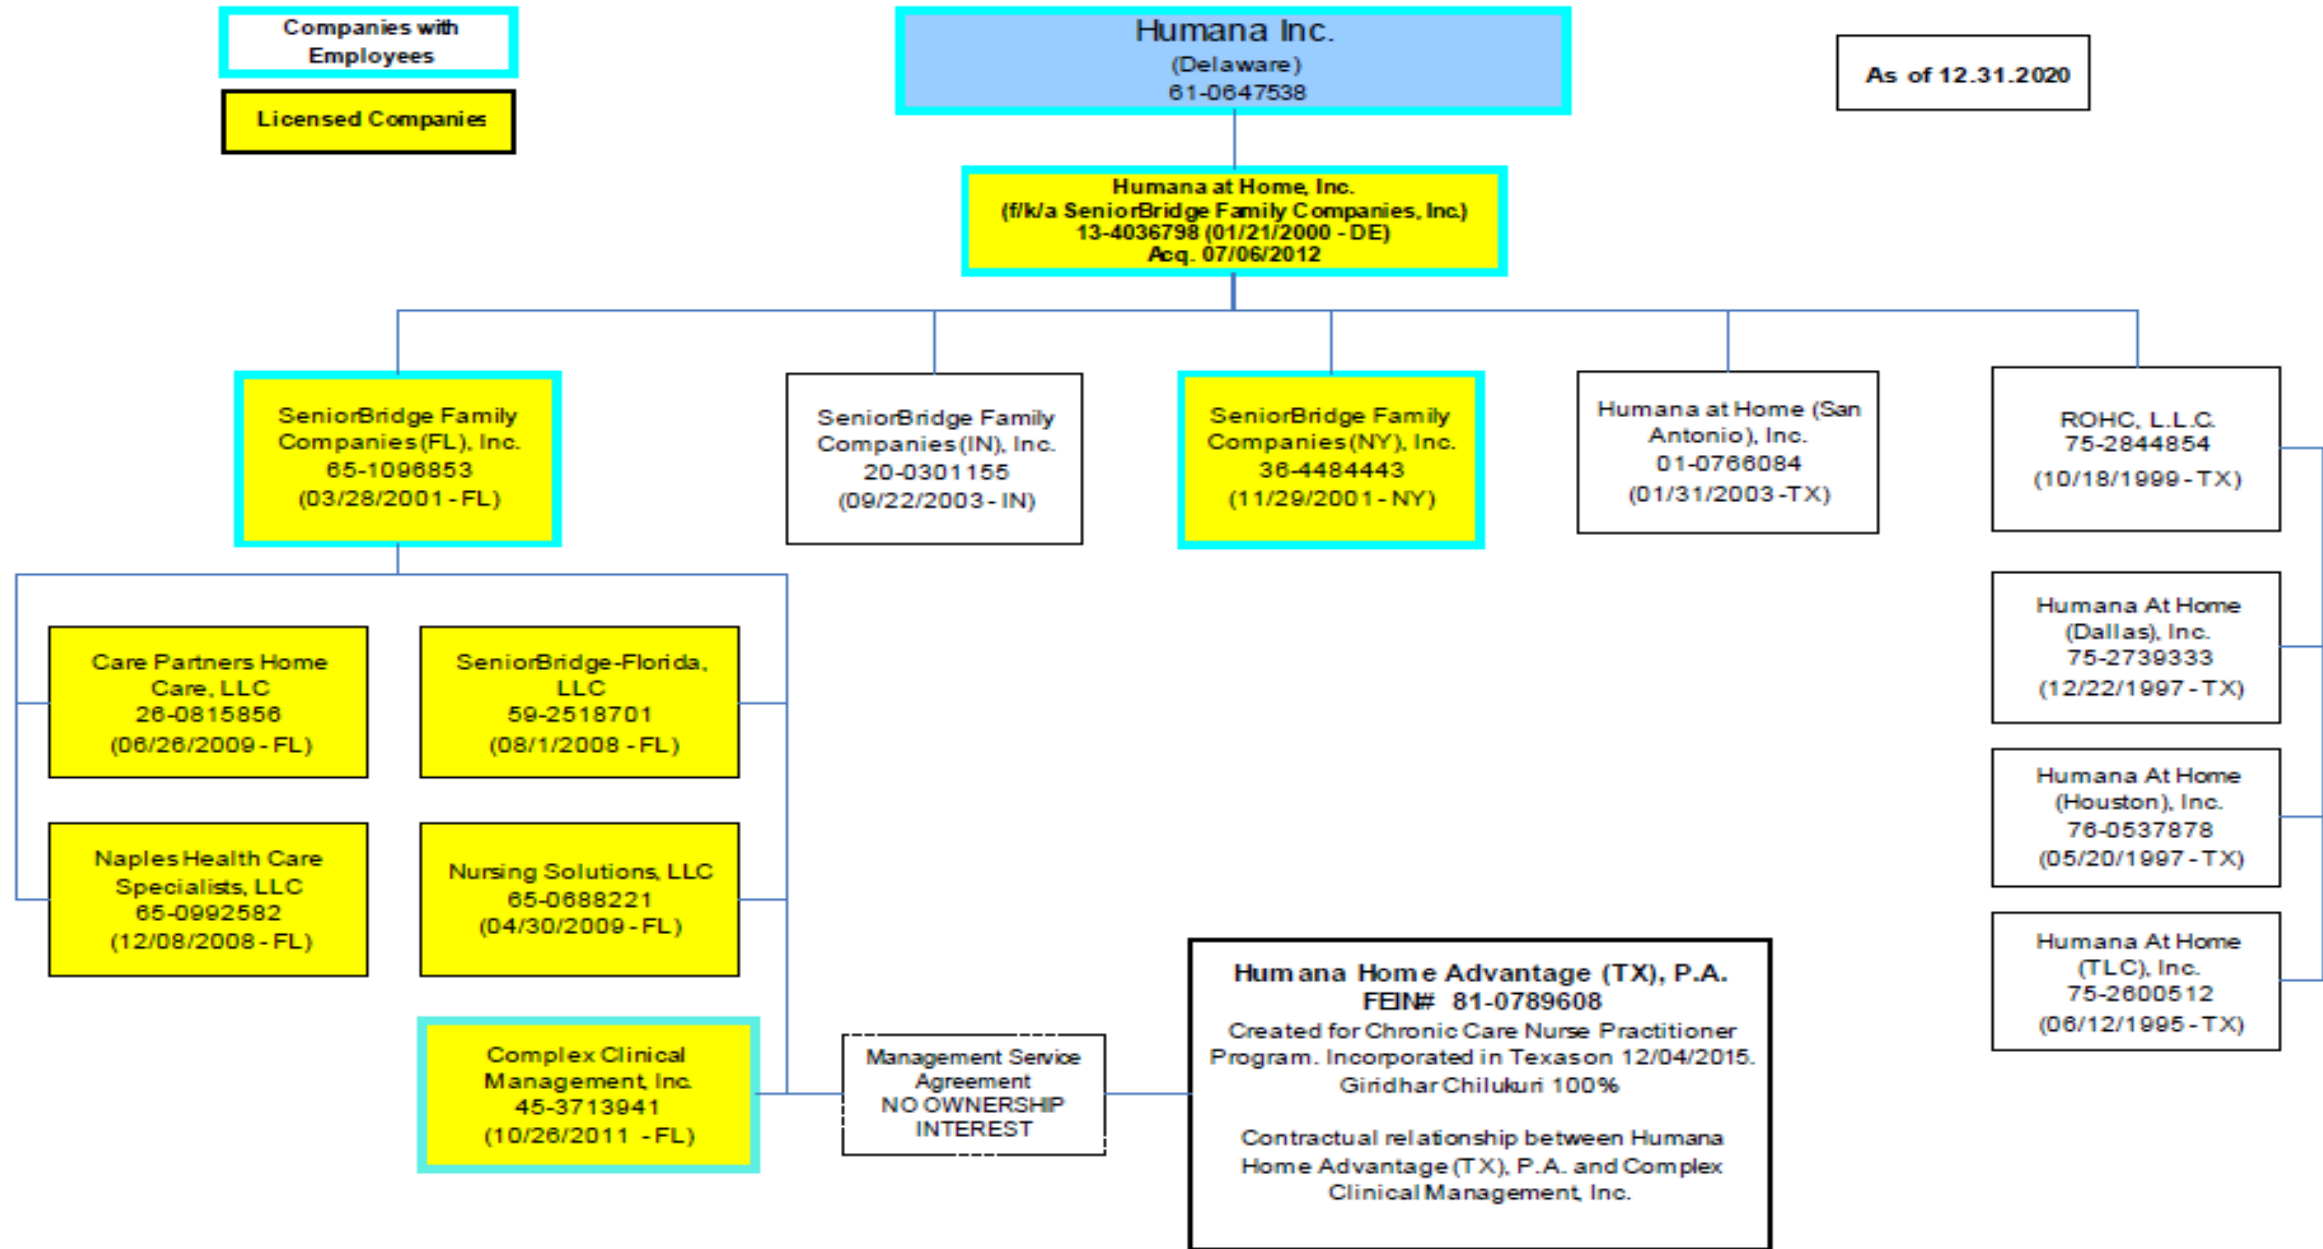 Companies with
Employees
Licensed Companies
Humana Inc.
(Delaware)
61-0647538
As of 12.31.2020
Humana at Home, Inc.
(f/k/a SeniorBridge Family Companies, Inc.)
13-4036798 (01/21/2000 - DE)
Acq. 07/06/2012
SeniorBridge Family
Companies (FL), Inc.
65-1096853
(03/28/2001 - FL)
SeniorBridge Family
Companies (IN), Inc.
20-0301155
(09/22/2003 - IN)
SeniorBridge Family
Companies (NY), Inc.
36-4484443
(11/29/2001 - NY)
Humana at Home (San
Antonio), Inc.
01-0766084
(01/31/2003 -TX)
ROHC, L.L.C.
75-2844854
(10/18/1999 - TX)
Care Partners Home
Care, LLC
26-0815856
(06/26/2009 - FL)
SeniorBridge-Florida,
LLC
59-2518701
(08/1/2008 - FL)
Humana At Home
(Dallas), Inc.
75-2739333
(12/22/1997 - TX)
Naples Health Care
Specialists, LLC
65-0992582
(12/08/2008 - FL)
Nursing Solutions, LLC
65-0688221
(04/30/2009 - FL)
Humana At Home
(Houston), Inc.
76-0537878
(05/20/1997 - TX)
Complex Clinical
Management, Inc.
45-3713941
(10/26/2011 - FL)
Management Service
Agreement
NO OWNERSHIP
INTEREST
Humana Home Advantage (TX), P.A.
FEIN# 81-0789608
Created for Chronic Care Nurse Practitioner
Program. Incorporated in Texas on 12/04/2015.
Giridhar Chilukuri 100%
Contractual relationship between Humana
Home Advantage (TX), P.A. and Complex
Clinical Management, Inc.
Humana At Home
(TLC), Inc.
75-2600512
(06/12/1995 - TX)